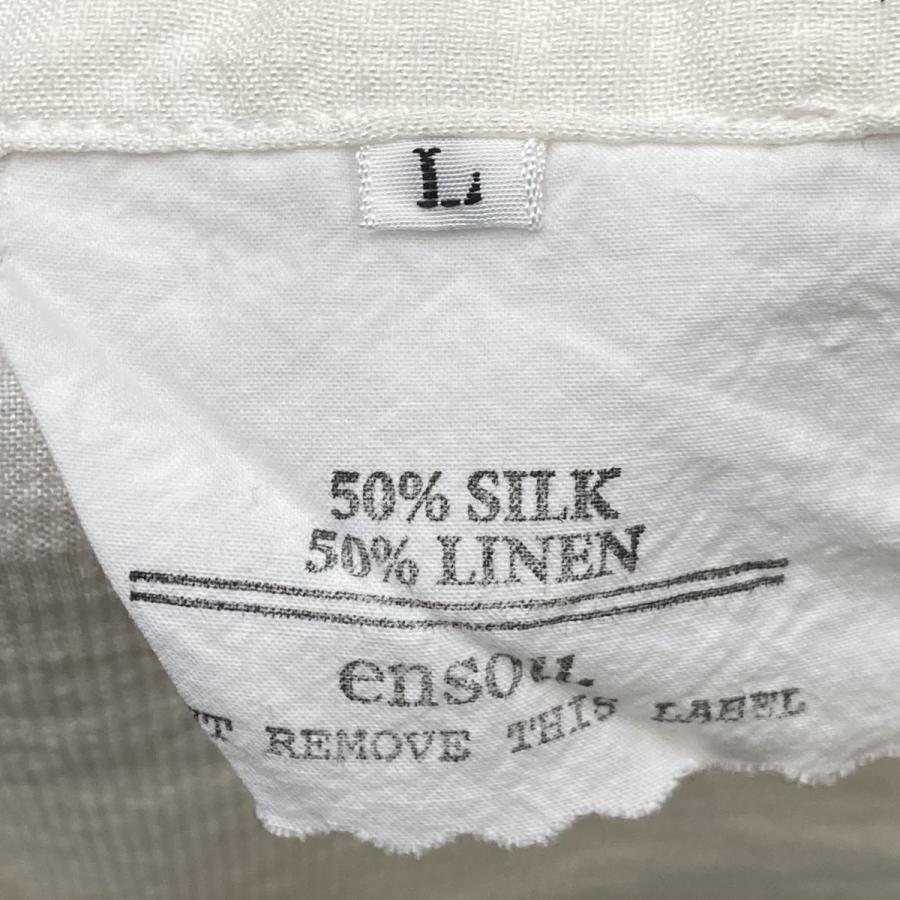 L
50% SILK
50% LINEN
ensou.
REMOVE THIS LABEL